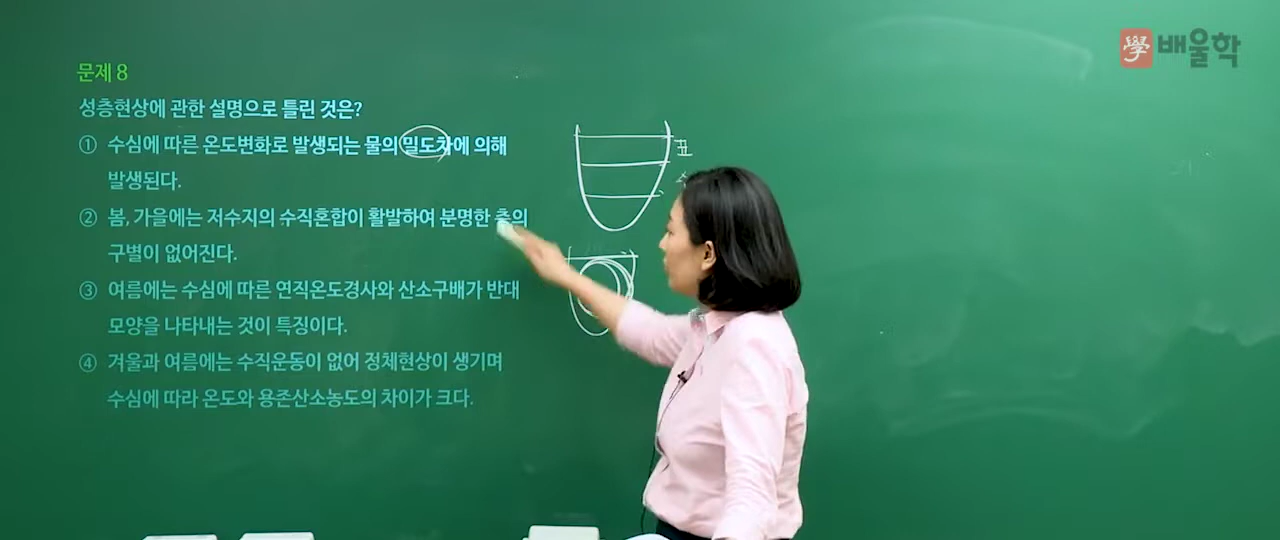 學 배울학
문제 8
성층현상에 관한 설명으로 틀린 것은?
① 수심에 따른 온도변화로 발생되는 물의 밀도차에 의해
발생된다.
② 봄, 가을에는 저수지의 수직혼합이 활발하여 분명한 층의
구별이 없어진다.
③ 여름에는 수심에 따른 연직온도경사와 산소구배가 반대
모양을 나타내는 것이 특징이다.
④ 겨울과 여름에는 수직운동이 없어 정체현상이 생기며
수심에 따라 온도와 용존산소농도의 차이가 크다.
표